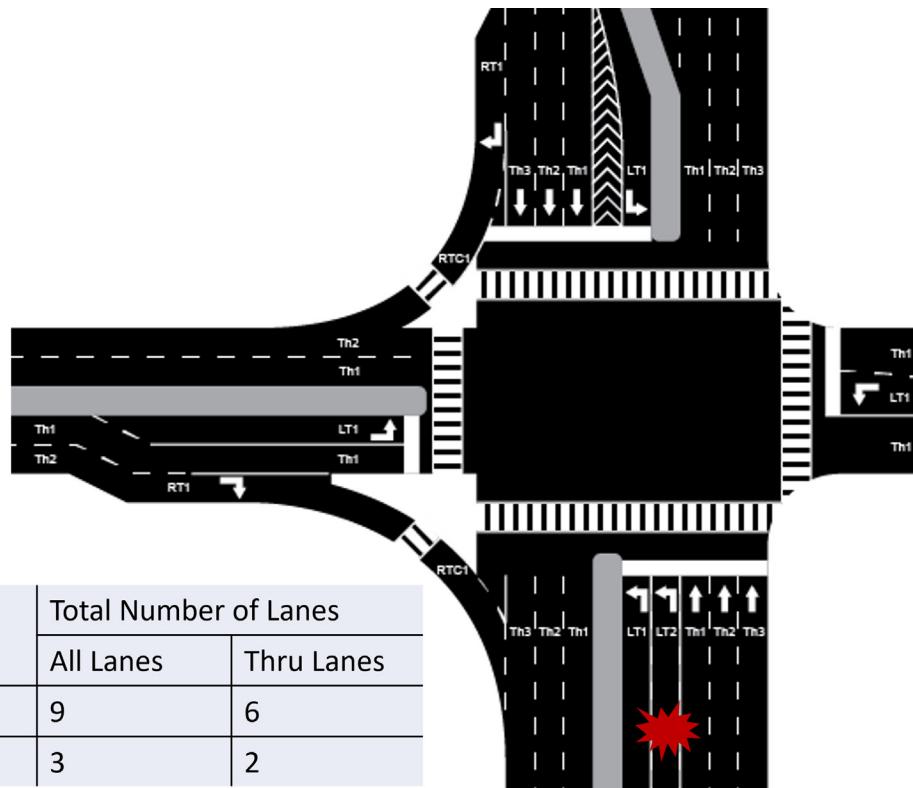 RT1
Th3 Th2 Th1 LT1 Th1 Th2 Th3
RTC1
Th2
Th1
Th1
LT1
Th1
LT1
Th2
Th1
Th1
RT1
RTC1
Th3 Th2 Th1 LT1 LT2 Th1 Th2 Th3
Total Number of Lanes
All Lanes Thru Lanes
9 6
3 2